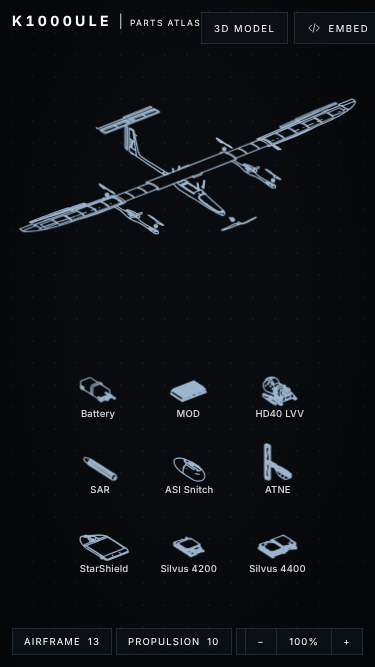 K1000ULE | PARTS ATLAS
3D MODEL
</> EMBED
Battery
MOD
HD40 LVV
SAR
ASI Snitch
ATNE
StarShield
Silvus 4200
Silvus 4400
AIRFRAME 13
PROPULSION 10
− 100% +